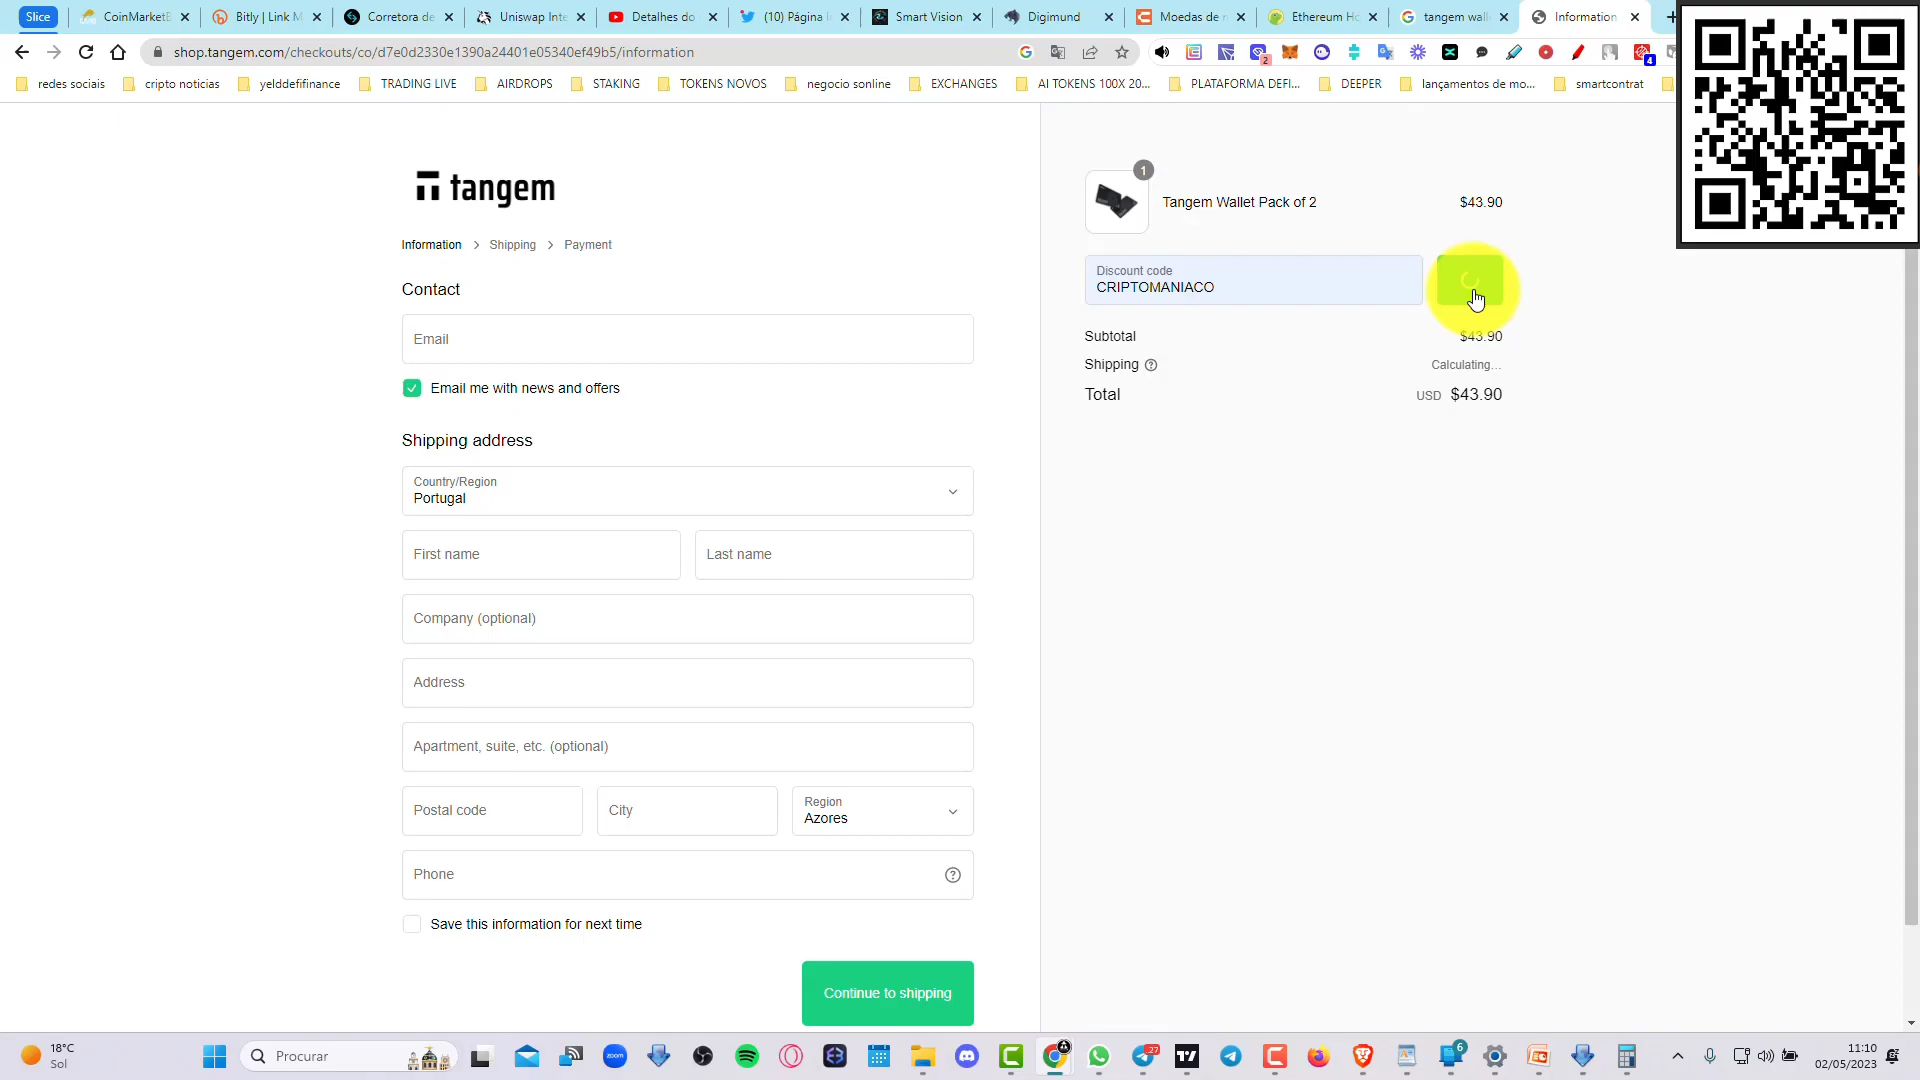 Slice
CoinMarket
Bitly | Link M
Corretora de
Uniswap Inte
Detalhes do
(10) Página I
Smart Vision
Digimund
Moedas de
Ethereum Ho
tangem wall
Information
shop.tangem.com/checkouts/co/d7e0d2330e1390a24401e05340ef49b5/information
2
4
redes sociais
cripto noticias
yelddefifinance
TRADING LIVE
AIRDROPS
STAKING
TOKENS NOVOS
negocio sonline
EXCHANGES
AI TOKENS 100X 20...
PLATAFORMA DEFI...
DEEPER
lançamentos de mo...
smartcontrat
tangem
Information > Shipping > Payment
Contact
Email
Email me with news and offers
Shipping address
Country/Region
Portugal
First name
Last name
Company (optional)
Address
Apartment, suite, etc. (optional)
Postal code
City
Region
Azores
Phone
Save this information for next time
Continue to shipping
1
Tangem Wallet Pack of 2
$43.90
Discount code
CRIPTOMANIACO
Subtotal
$43.90
Shipping
Calculating...
Total
USD $43.90
18°C
Sol
Procurar
zoom
27
6
11:10
02/05/2023